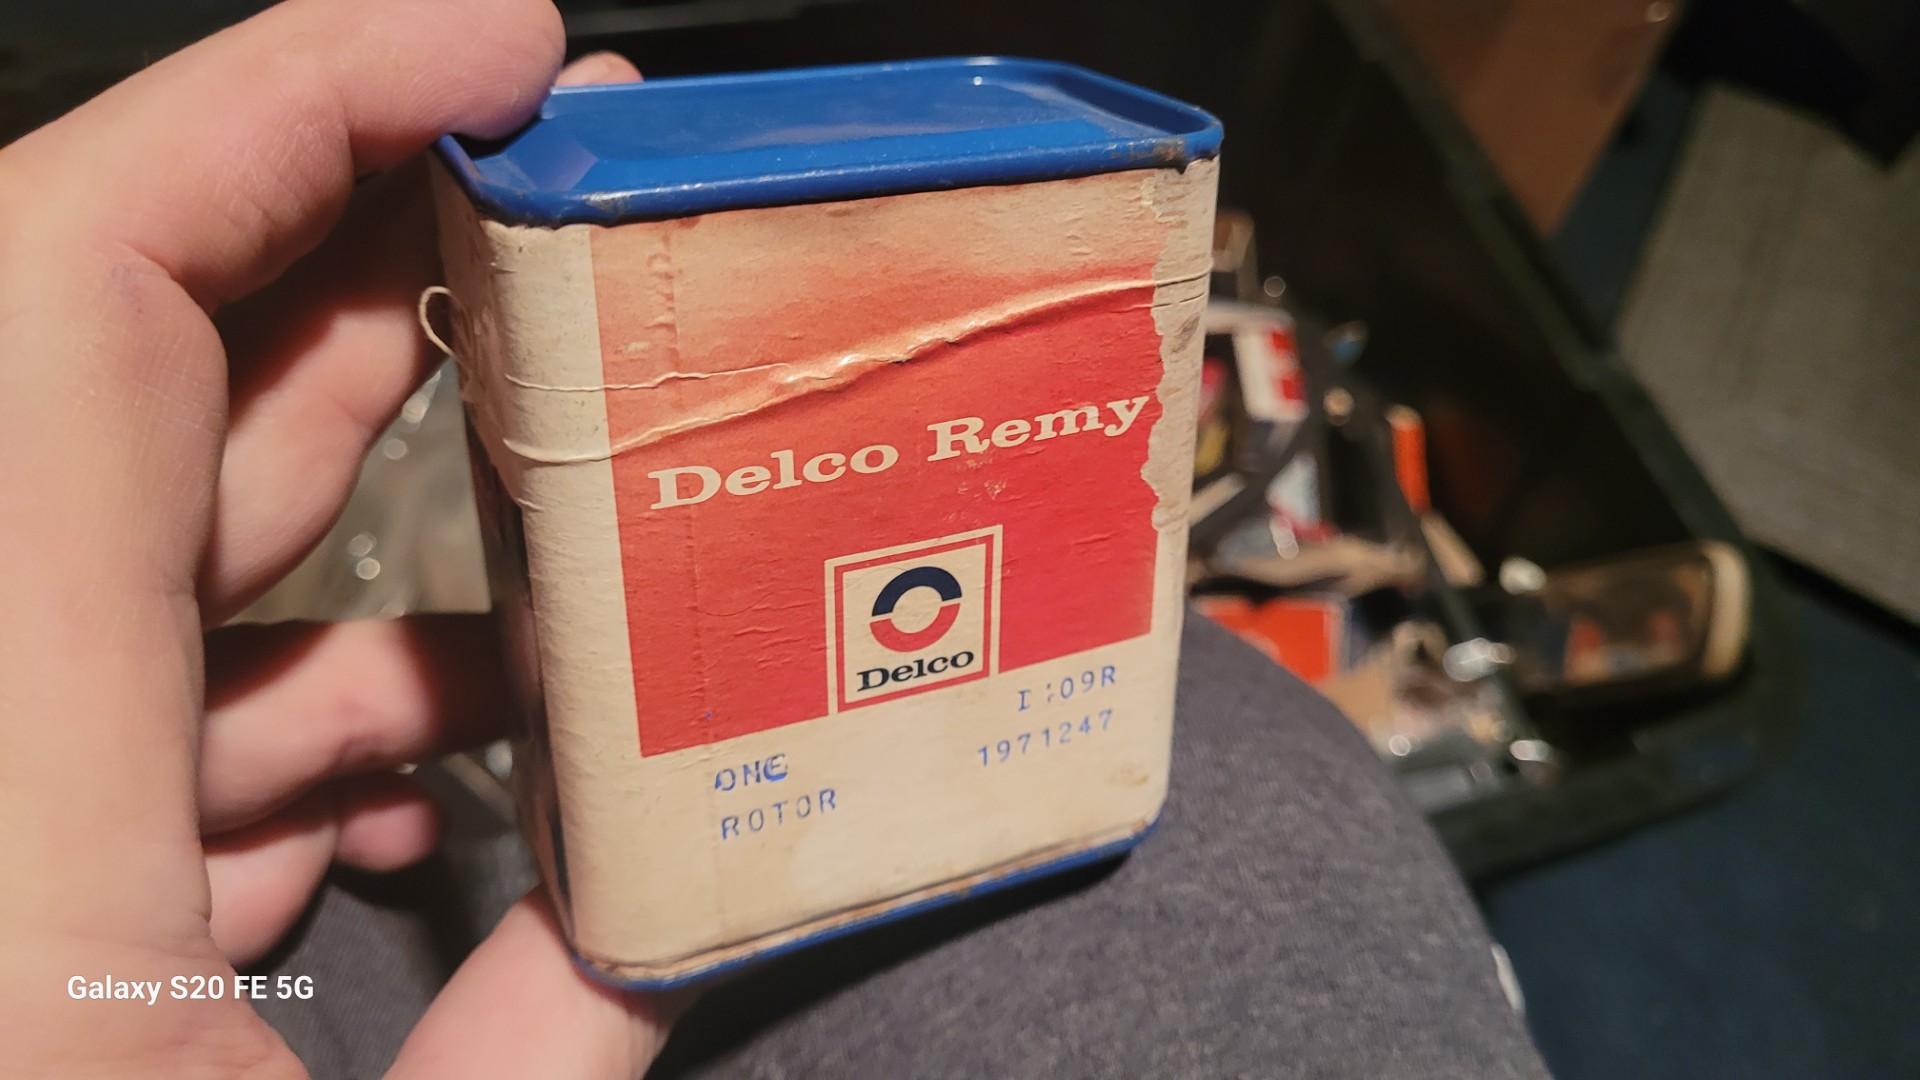 Delco Remy
Delco
ONE
ROTOR 1971247
Galaxy S20 FE 5G